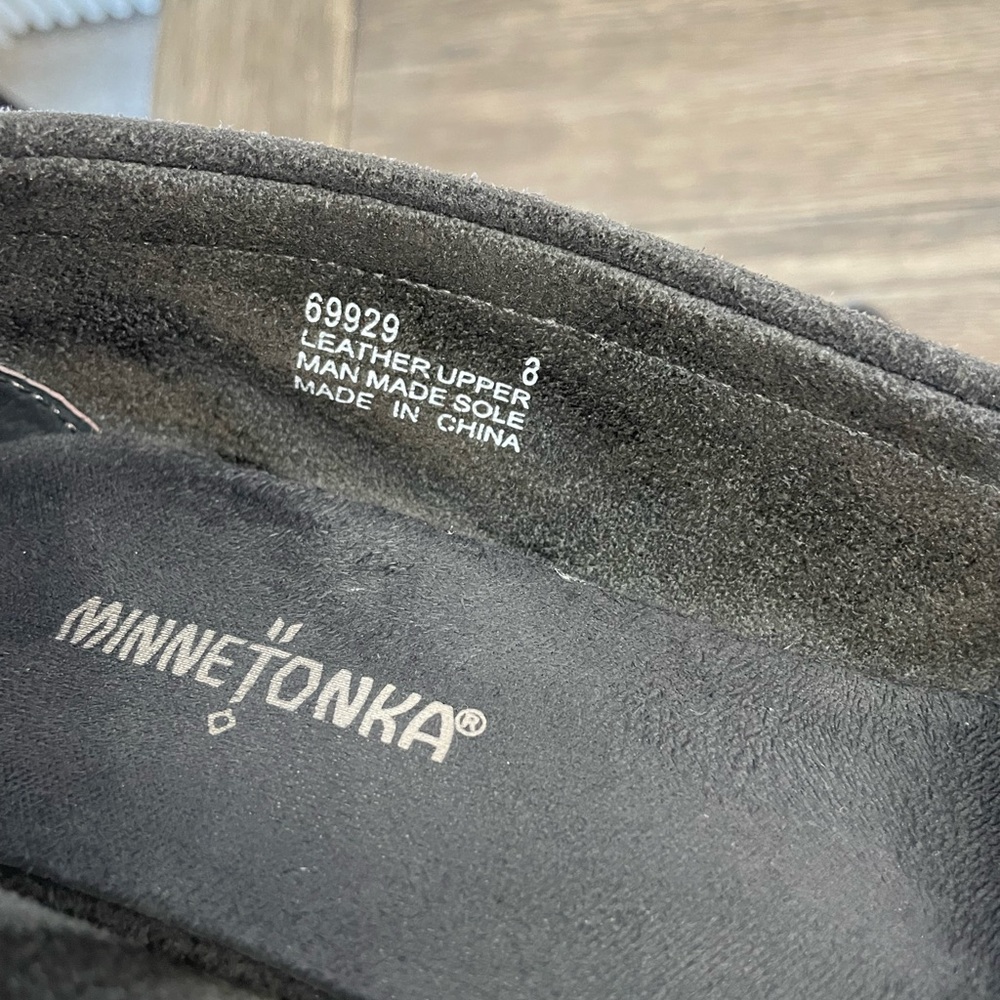 69929 8
LEATHER UPPER
MAN MADE SOLE
MADE IN CHINA
MINNETONKA®